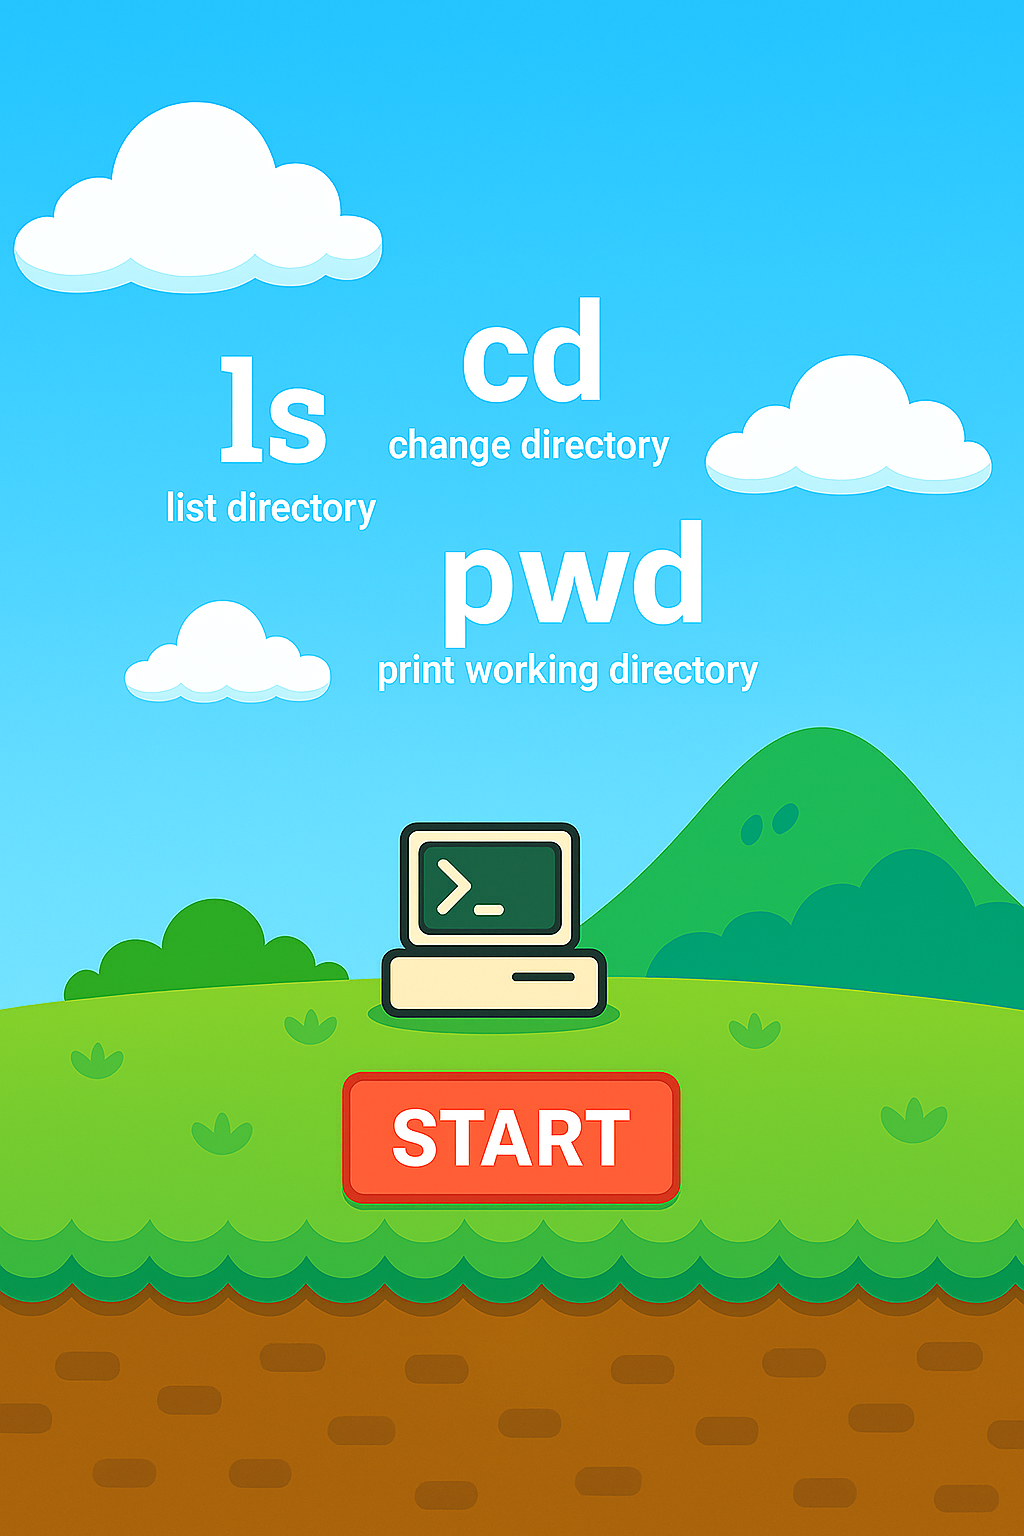 ls
list directory
cd
change directory
pwd
print working directory
>_
START